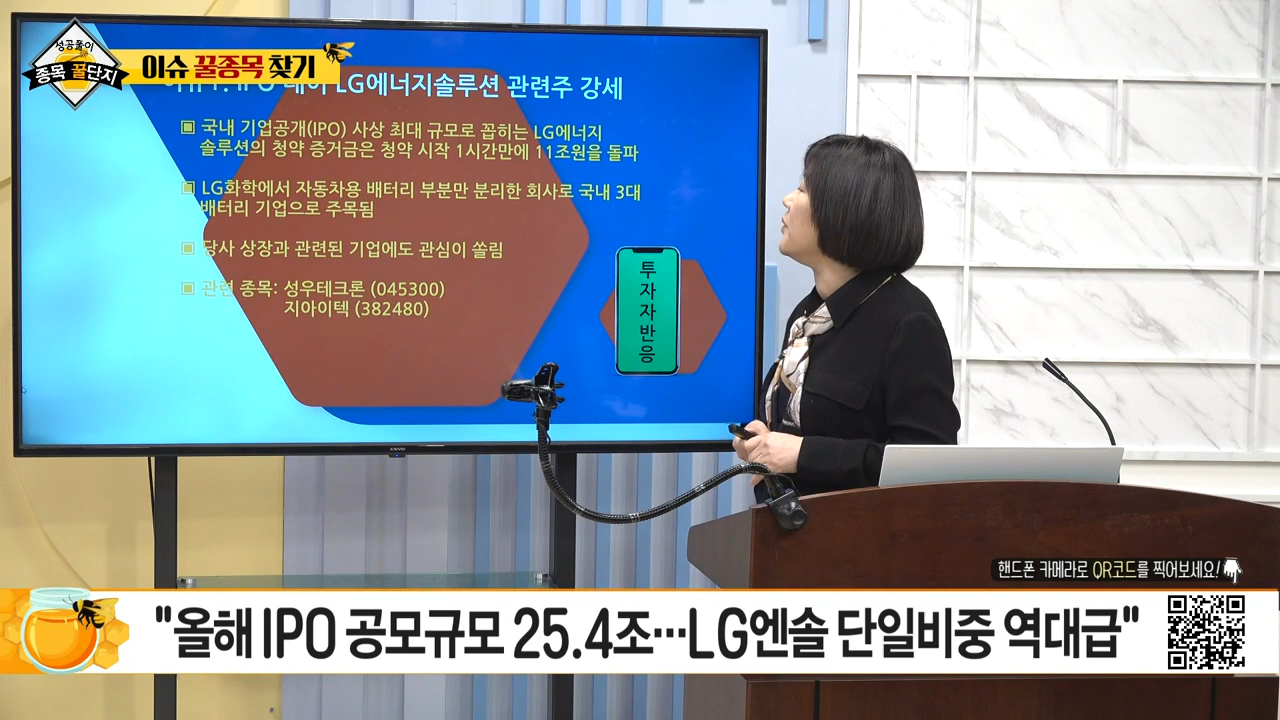 성공풀이
종목 꿀단지
이슈 꿀종목 찾기
LG에너지솔루션 관련주 강세
▣ 국내 기업공개(IPO) 사상 최대 규모로 꼽히는 LG에너지
솔루션의 청약 증거금은 청약 시작 1시간만에 11조원을 돌파
▣ LG화학에서 자동차용 배터리 부분만 분리한 회사로 국내 3대
배터리 기업으로 주목됨
▣ 당사 상장과 관련된 기업에도 관심이 쏠림
▣ 관련 종목: 성우테크론 (045300)
지아이텍 (382480)
투
자
자
반
응
핸드폰 카메라로 QR코드를 찍어보세요!
"올해 IPO 공모규모 25.4조…LG엔솔 단일비중 역대급"